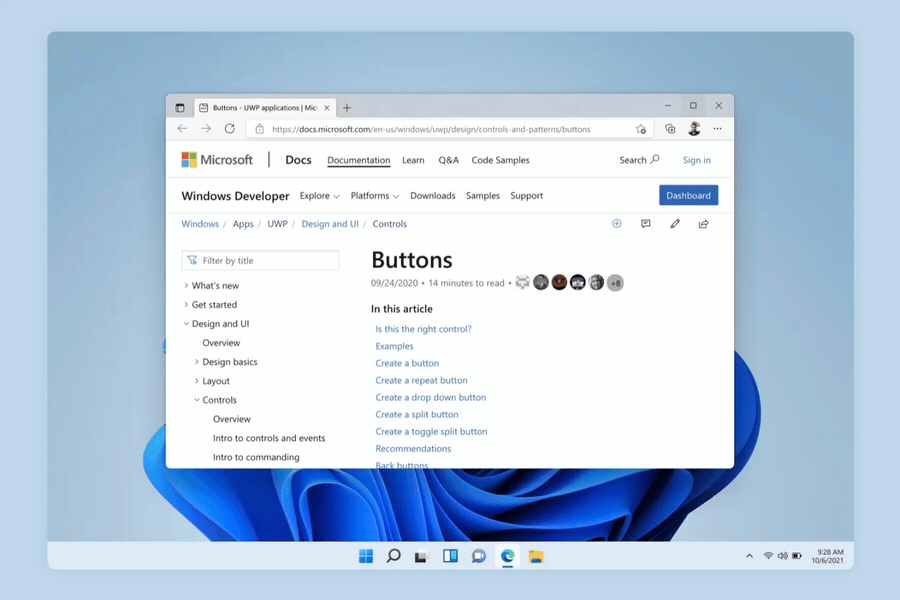 Buttons - UWP applications | Mic
https://docs.microsoft.com/en-us/windows/uwp/design/controls-and-patterns/buttons
Microsoft Docs Documentation Learn Q&A Code Samples Search Sign in
Windows Developer Explore Platforms Downloads Samples Support Dashboard
Windows / Apps / UWP / Design and UI / Controls
Filter by title
What's new
Get started
Design and UI
Overview
Design basics
Layout
Controls
Overview
Intro to controls and events
Intro to commanding
Buttons
09/24/2020 • 14 minutes to read • +8
In this article
Is this the right control?
Examples
Create a button
Create a repeat button
Create a drop down button
Create a split button
Create a toggle split button
Recommendations
Back buttons
9:28 AM
10/6/2021